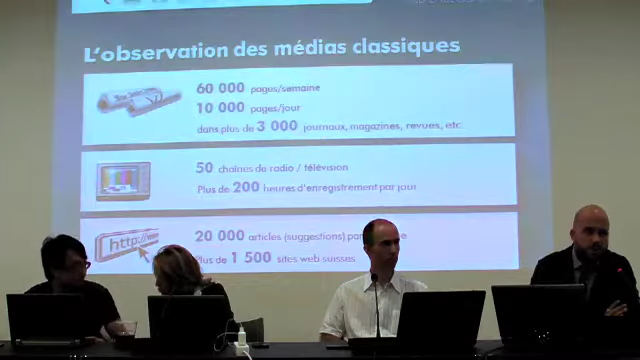 L'observation des médias classiques
60 000 pages/semaine
10 000 pages/jour
dans plus de 3 000 journaux, magazines, revues, etc.
50 chaînes de radio / télévision
Plus de 200 heures d'enregistrement par jour
http://w
20 000 articles (suggestions) par
Plus de 1 500 sites web suisses